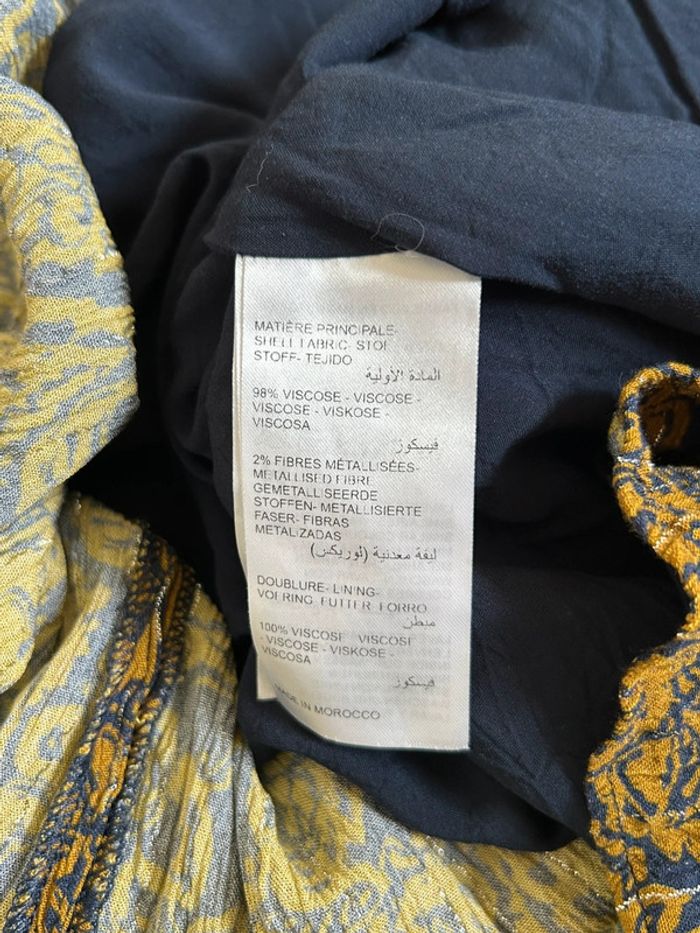 MATIÈRE PRINCIPALE-
SHELL FABRIC- STOF
STOFF- TEJIDO
المادة الأولية
98% VISCOSE - VISCOSE -
VISCOSE - VISKOSE -
VISCOSA
فيسكوز
2% FIBRES MÉTALLISÉES-
METALLISED FIBRE
GEMETALLISEERDE
STOFFEN- METALLISIERTE
FASER- FIBRAS
METALIZADAS
ليفة معدنية (لوريكس)
DOUBLURE- LINING-
VOERING FUTTER FORRO
مبطن
100% VISCOSE VISCOSE
- VISCOSE - VISKOSE -
VISCOSA
فيسكوز
MADE IN MOROCCO